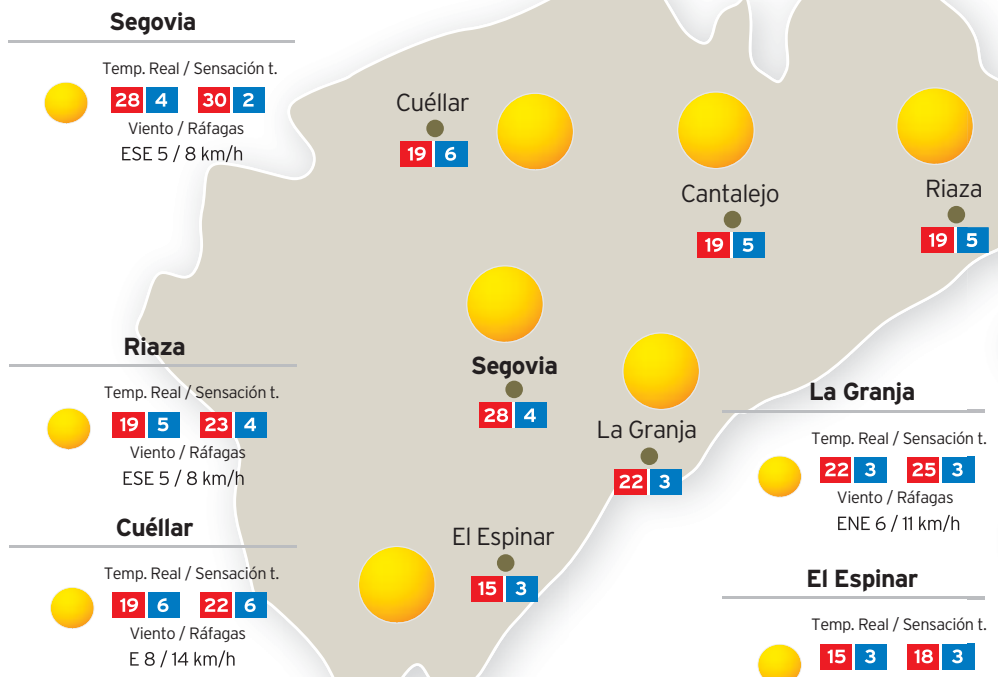 Segovia
Temp. Real / Sensación t.
28 4 30 2
Viento / Ráfagas
ESE 5 / 8 km/h
Riaza
Temp. Real / Sensación t.
19 5 23 4
Viento / Ráfagas
ESE 5 / 8 km/h
Cuéllar
Temp. Real / Sensación t.
19 6 22 6
Viento / Ráfagas
E 8 / 14 km/h
Cuéllar
19 6
Cantalejo
19 5
Riaza
19 5
Segovia
28 4
La Granja
22 3
El Espinar
15 3
La Granja
Temp. Real / Sensación t.
22 3 25 3
Viento / Ráfagas
ENE 6 / 11 km/h
El Espinar
Temp. Real / Sensación t.
15 3 18 3